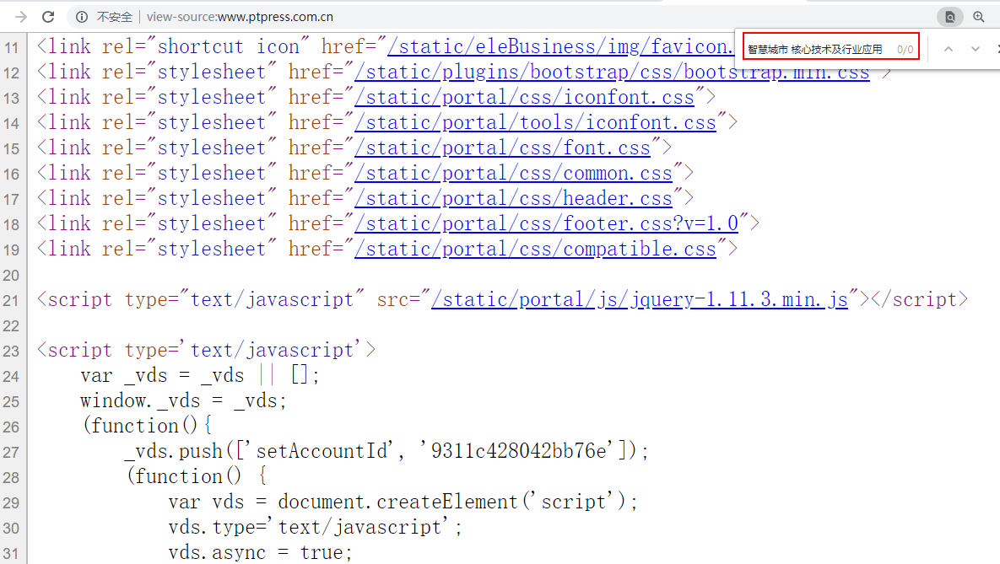 不安全 | view-source:www.ptpress.com.cn
智慧城市 核心技术及行业应用 0/0
11 <link rel="shortcut icon" href="/static/eleBusiness/img/favicon.
12 <link rel="stylesheet" href="/static/plugins/bootstrap/css/bootstrap.min.css">
13 <link rel="stylesheet" href="/static/portal/css/iconfont.css">
14 <link rel="stylesheet" href="/static/portal/tools/iconfont.css">
15 <link rel="stylesheet" href="/static/portal/css/font.css">
16 <link rel="stylesheet" href="/static/portal/css/common.css">
17 <link rel="stylesheet" href="/static/portal/css/header.css">
18 <link rel="stylesheet" href="/static/portal/css/footer.css?v=1.0">
19 <link rel="stylesheet" href="/static/portal/css/compatible.css">
20
21 <script type="text/javascript" src="/static/portal/js/jquery-1.11.3.min.js"></script>
22
23 <script type='text/javascript'>
24 var _vds = _vds || [];
25 window._vds = _vds;
26 (function(){
27 _vds.push(['setAccountId', '9311c428042bb76e']);
28 (function() {
29 var vds = document.createElement('script');
30 vds.type='text/javascript';
31 vds.async = true;